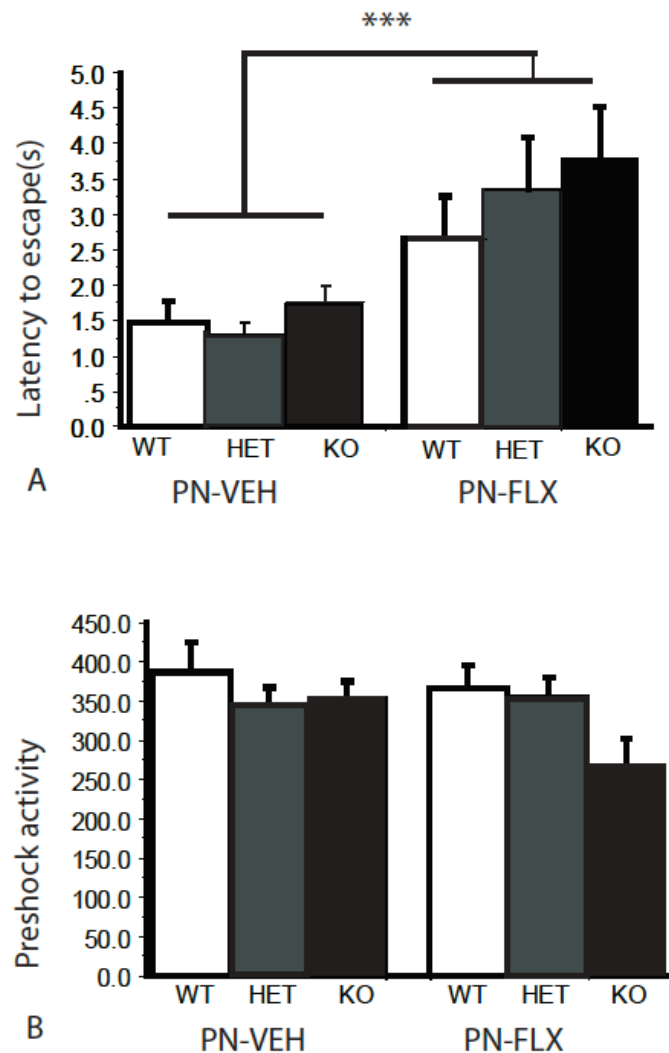 ***
Latency to escape(s)
5.0
4.5
4.0
3.5
3.0
2.5
2.0
1.5
1.0
.5
0.0
WT HET KO WT HET KO
A
PN-VEH PN-FLX
Preshock activity
450.0
400.0
350.0
300.0
250.0
200.0
150.0
100.0
50.0
0.0
WT HET KO WT HET KO
B
PN-VEH PN-FLX